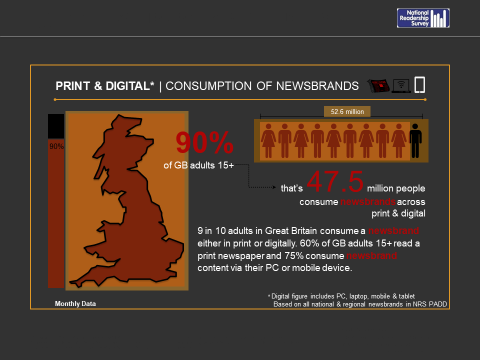 National
Readership
Survey
PRINT & DIGITAL* | CONSUMPTION OF NEWSBRANDS
52.6 million
90%
90%
of GB adults 15+
that's 47.5 million people
consume newsbrands across
print & digital
9 in 10 adults in Great Britain consume a
either in print or digitally. 60% of GB adults 15+ read a
print newspaper and 75% consume newsbrand
content via their PC or mobile device.
* Digital figure includes PC, laptop, mobile & tablet
Monthly Data
Based on all national & regional newsbrands in NRS PADD